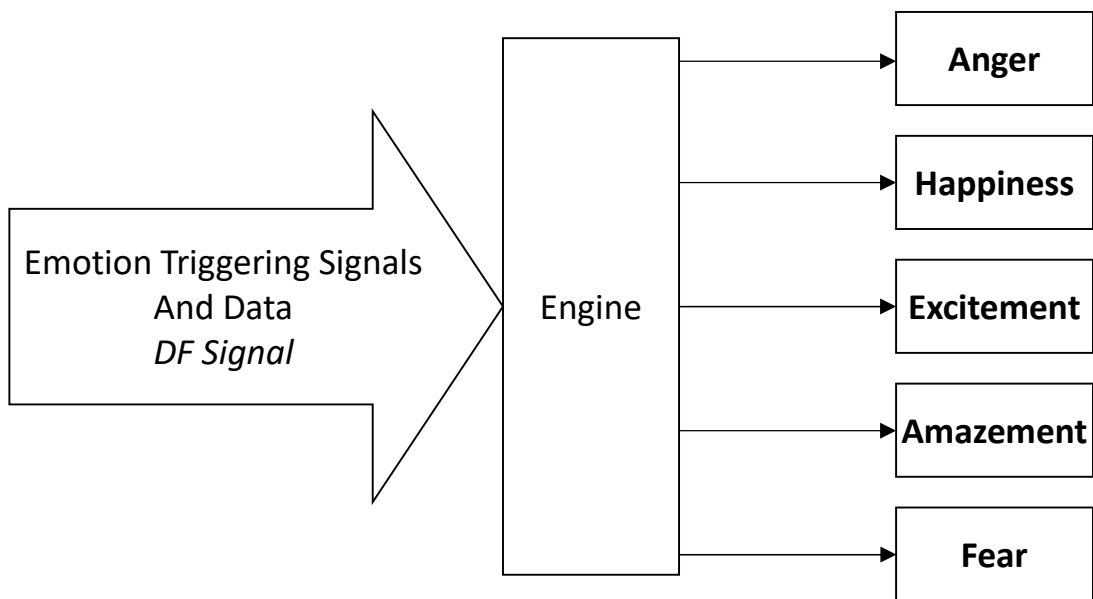 Emotion Triggering Signals
And Data
DF Signal
Engine
Anger
Happiness
Excitement
Amazement
Fear